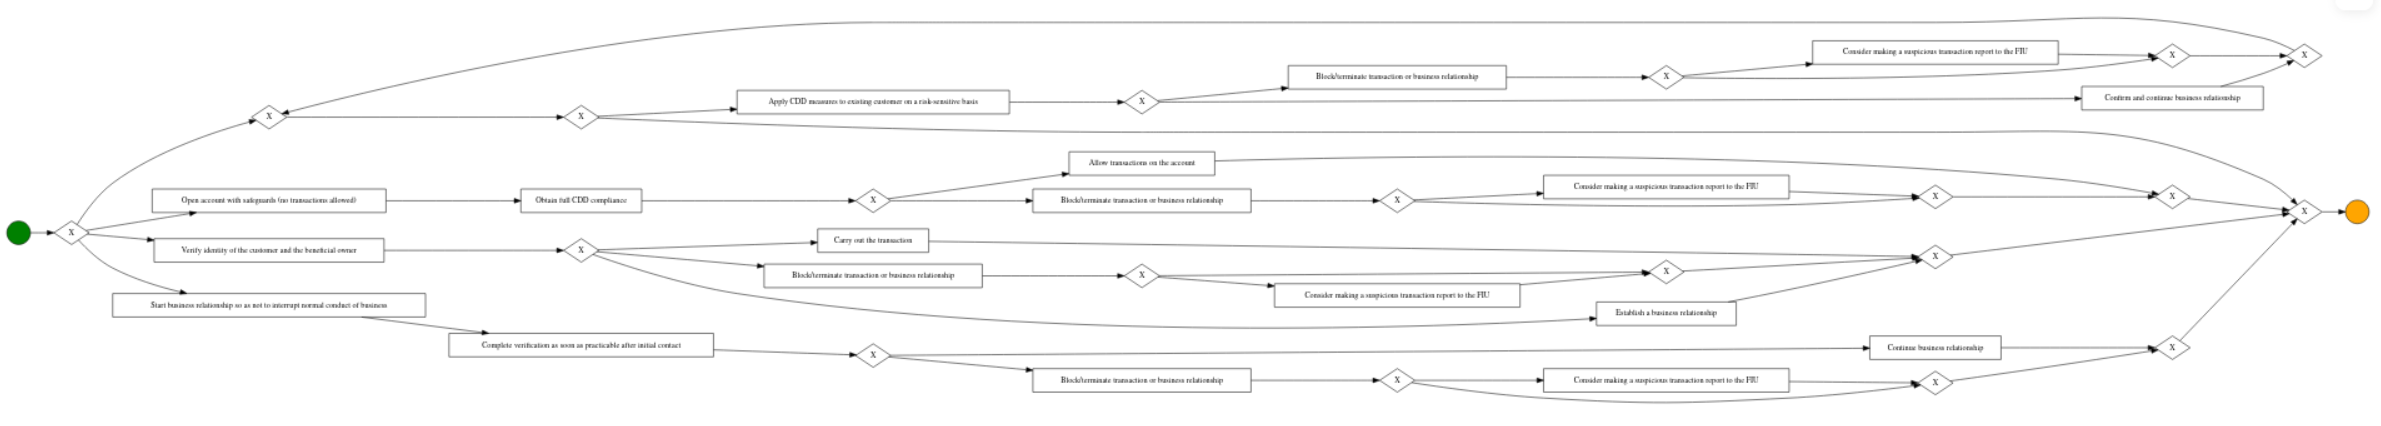 Consider making a suspicious transaction report to the FIU
X
X
Block/terminate transaction or business relationship
X
Apply CDD measures to existing customer on a risk-sensitive basis
X
Confirm and continue business relationship
X
X
Allow transactions on the account
Open account with safeguards (no transactions allowed)
Obtain full CDD compliance
X
Block/terminate transaction or business relationship
X
Consider making a suspicious transaction report to the FIU
X
X
X
X
Verify identity of the customer and the beneficial owner
X
Carry out the transaction
X
Block/terminate transaction or business relationship
X
X
Consider making a suspicious transaction report to the FIU
Start business relationship so as not to interrupt normal conduct of business
Establish a business relationship
Complete verification as soon as practicable after initial contact
X
Continue business relationship
X
Block/terminate transaction or business relationship
X
Consider making a suspicious transaction report to the FIU
X